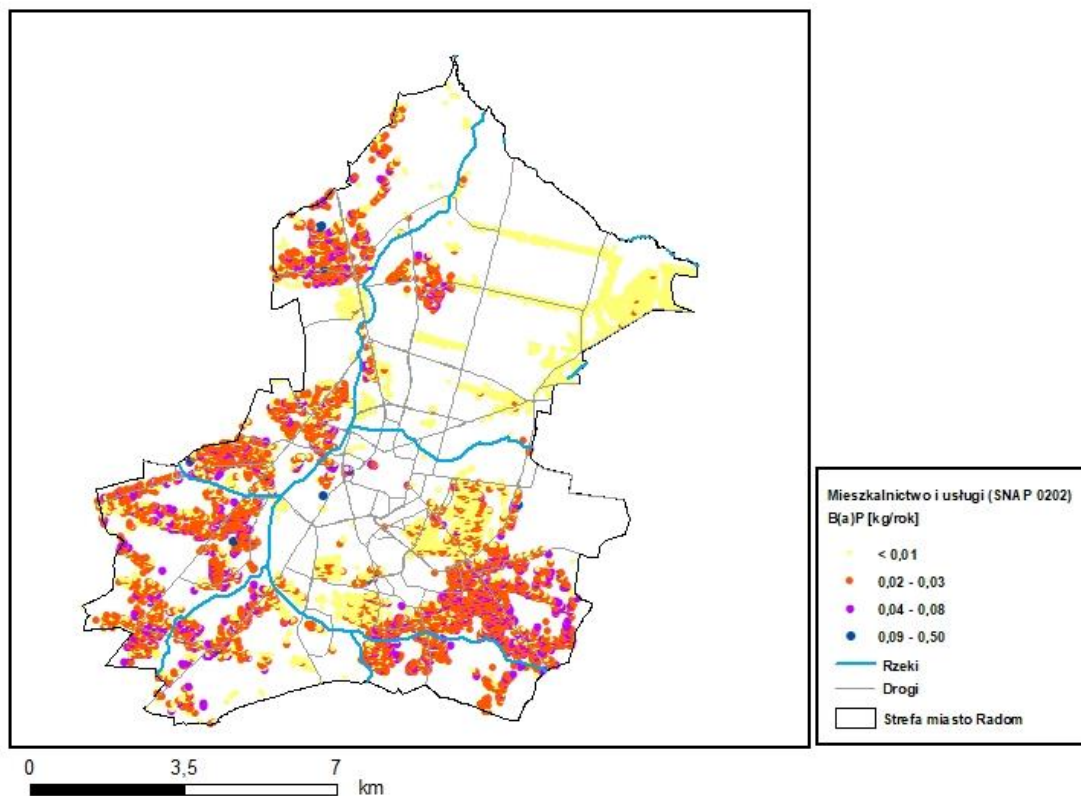 Mieszkalnictwo i usługi (SNAP 0202)
B(a)P [kg/rok]
< 0,01
0,02 - 0,03
0,04 - 0,08
0,09 - 0,50
Rzeki
Drogi
Strefa miasto Radom
0 3,5 7
km